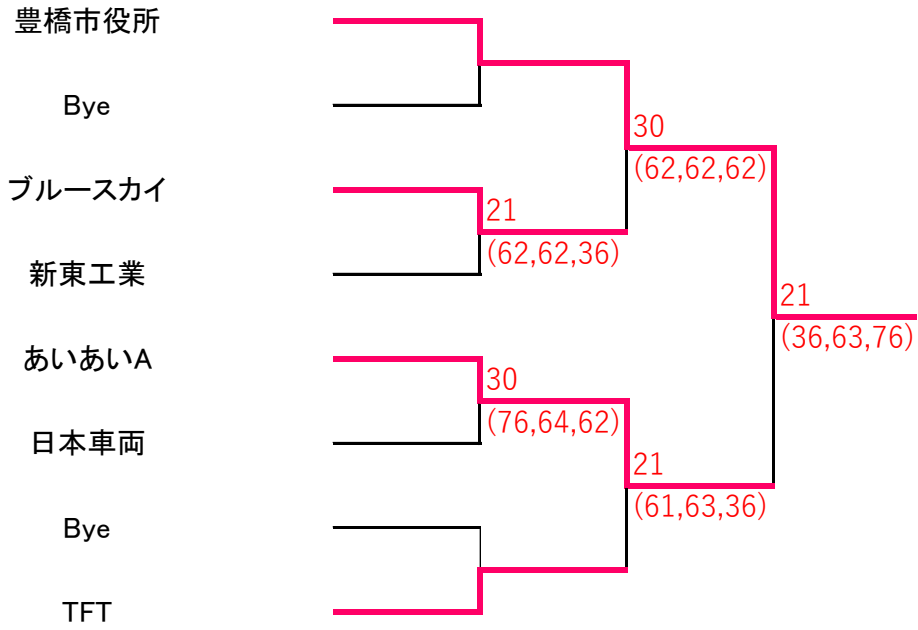 豊橋市役所
Bye
30
(62,62,62)
ブルースカイ
21
(62,62,36)
新東工業
21
(36,63,76)
あいあいA
30
(76,64,62)
日本車両
21
(61,63,36)
Bye
TFT